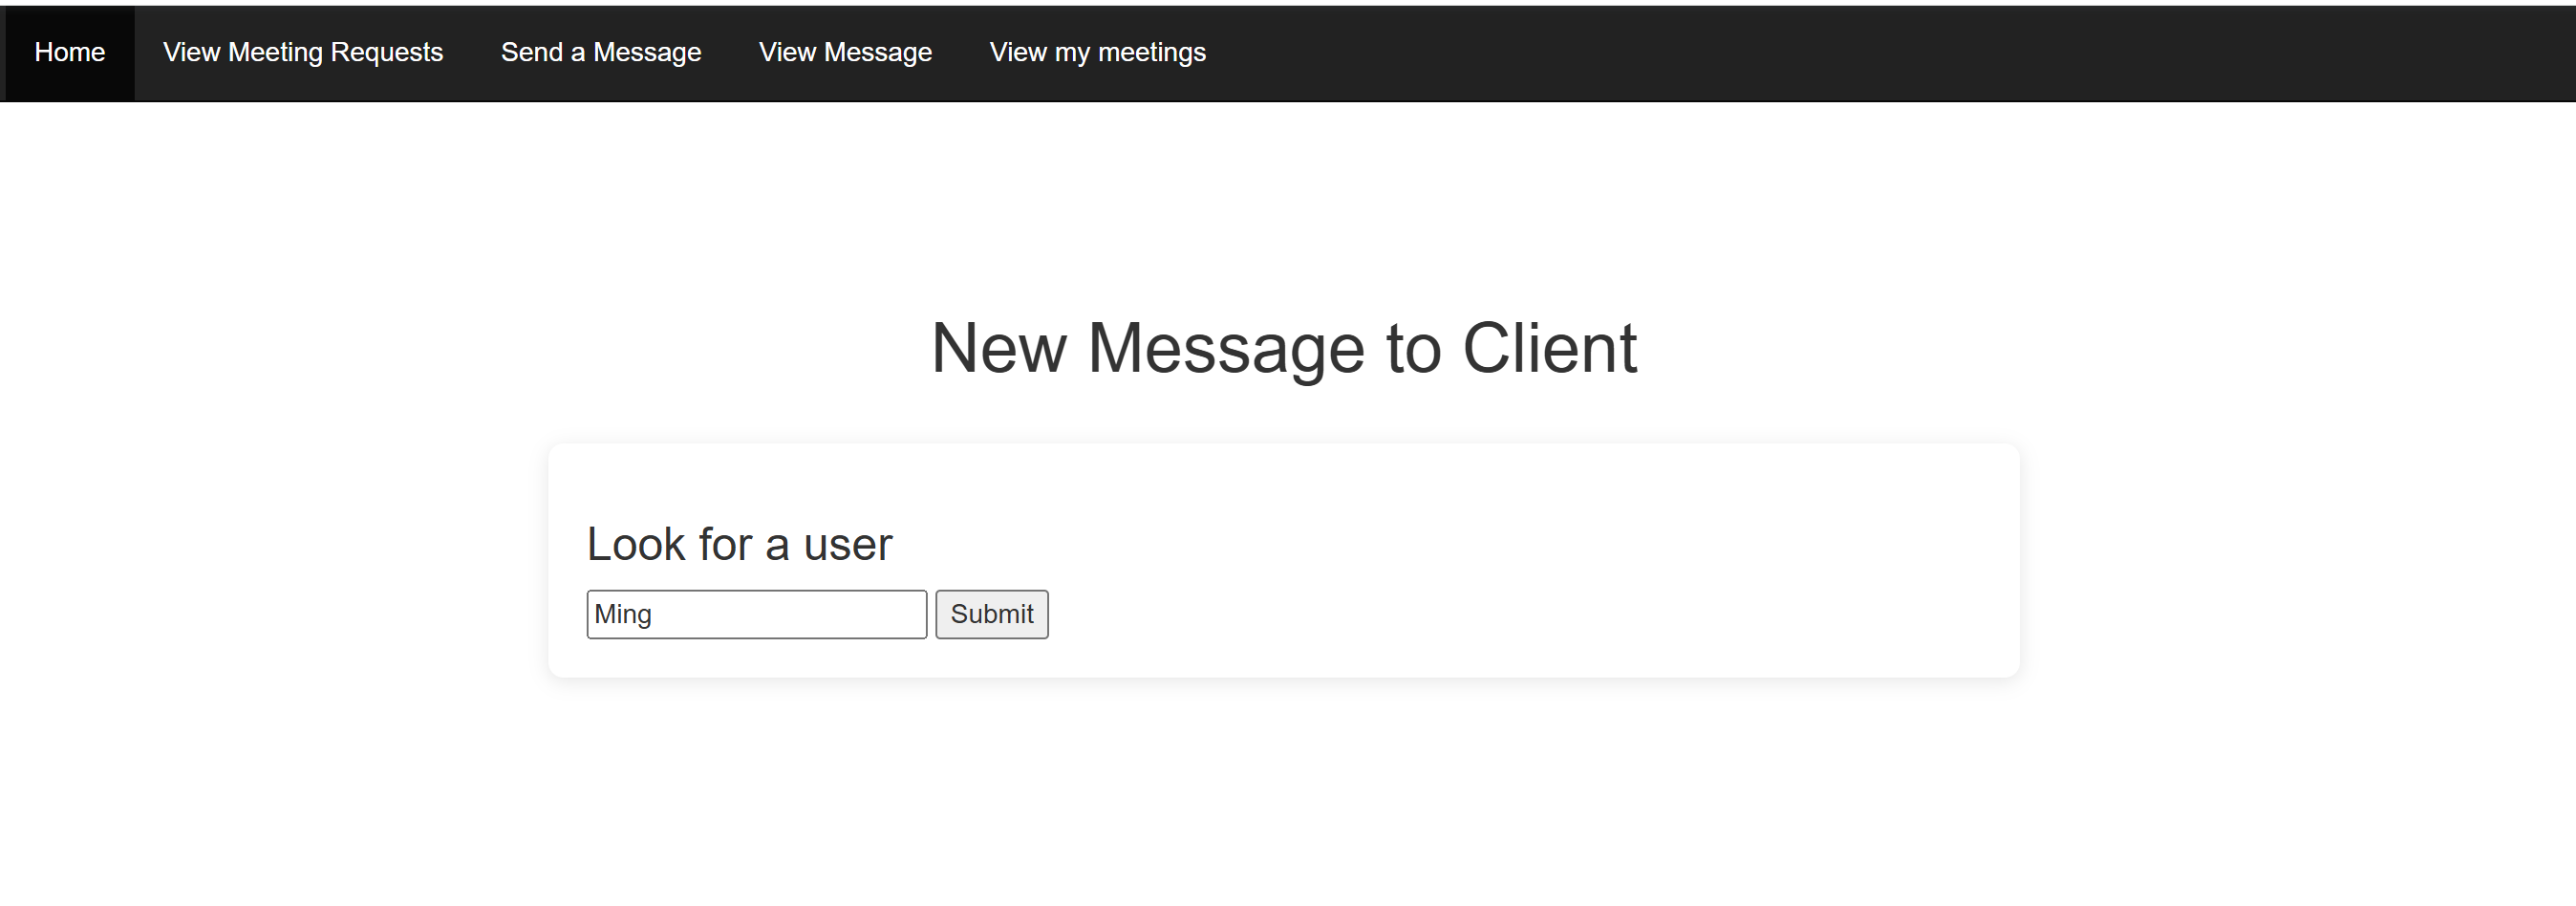 Home View Meeting Requests Send a Message View Message View my meetings
New Message to Client
Look for a user
Ming Submit